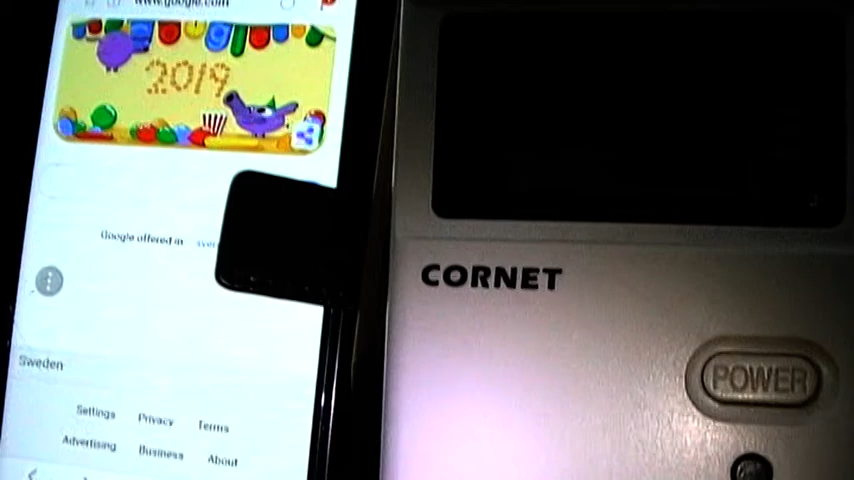 www.google.com
2019
Google offered in
Sweden
Settings Privacy Terms
Advertising Business About
CORNET
POWER